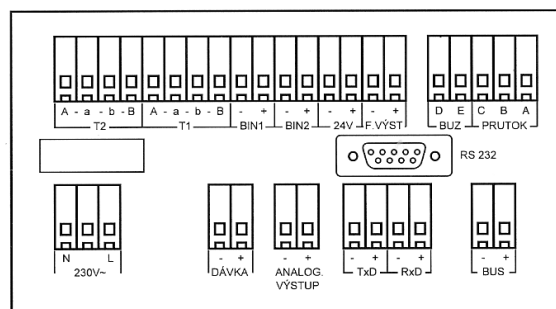 A - a - b - B A - a - b - B - + - + - + - + D E C B A
T2 T1 BIN1 BIN2 24V F.VÝST BUZ PRUTOK
RS 232
N L - + - + - + - + - +
230V~ DÁVKA ANALOG. TxD RxD BUS
VÝSTUP